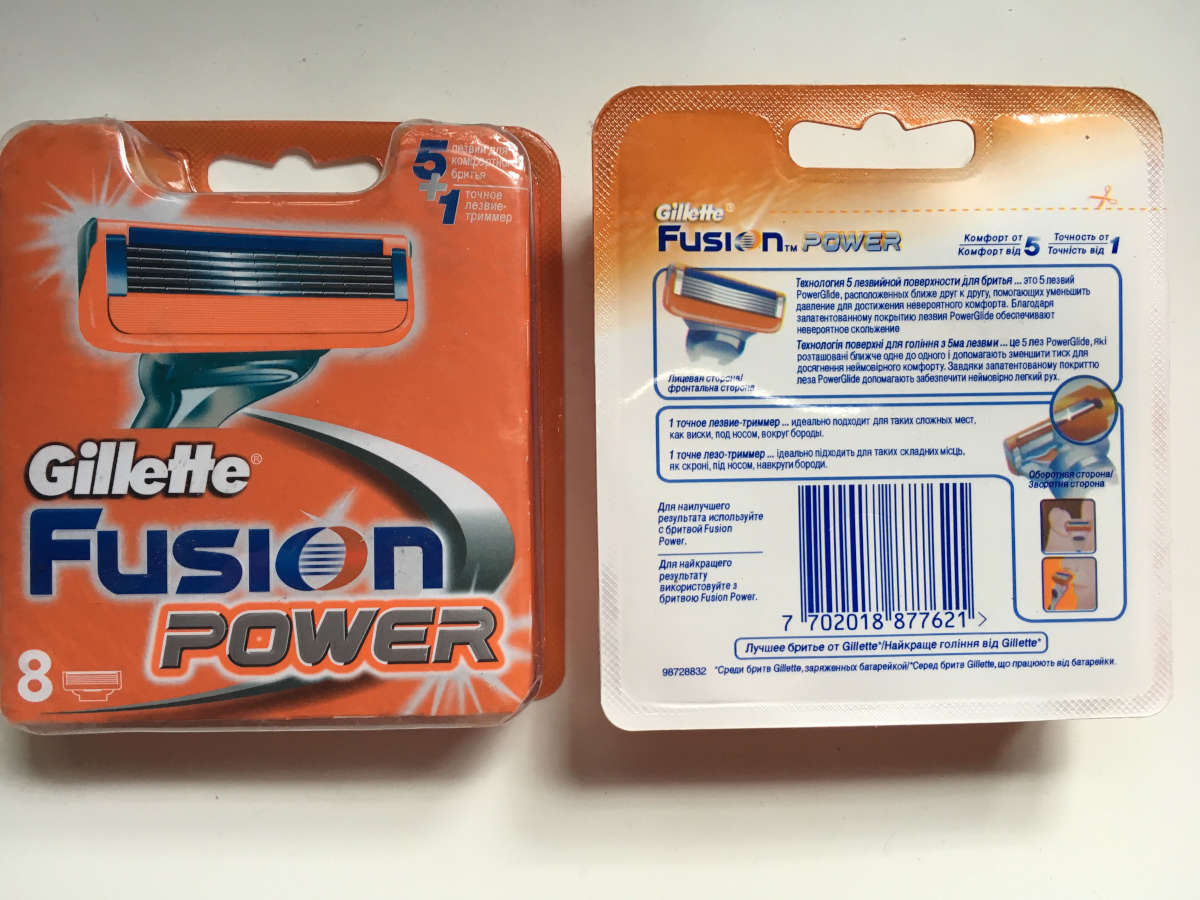 5
лезвий для
комфортного
бритья
+1
точное
лезвие-
триммер
Gillette®
Fusion
POWER
8
Gillette®
Fusion™ POWER
Комфорт от
Комфорт від
5
Точность от
Точність від
1
Технология 5 лезвийной поверхности для бритья ... это 5 лезвий
PowerGlide, расположенных ближе друг к другу, помогающих уменьшить
давление для достижения невероятного комфорта. Благодаря
запатентованному покрытию лезвия PowerGlide обеспечивают
невероятное скольжение
Технологія поверхні для гоління з 5ма лезвми ... це 5 лез PowerGlide, які
розташовані ближче одне до одного і допомагають зменшити тиск для
досягнення неймовірного комфорту. Завдяки запатентованому покриттю
леза PowerGlide допомагають забезпечити неймовірно легкий рух.
Лицевая сторона/
фронтальна сторона
1 точное лезвие-триммер ... идеально подходит для таких сложных мест,
как виски, под носом, вокруг бороды.
1 точне лезо-триммер ... ідеально підходить для таких складних місць,
як скроні, під носом, навкруги бороди.
Оборотная сторона/
Зворотня сторона
Для наилучшего
результата используйте
с бритвой Fusion
Power.
Для найкращего
результату
використовуйте з
бритвою Fusion Power.
7 702018 877621 >
Лучшее бритье от Gillette*/Найкраще гоління від Gillette*
98728832 *Среди бритв Gillette, заряженных батарейкой/*Серед бритв Gillette, що працюють від батарейки.